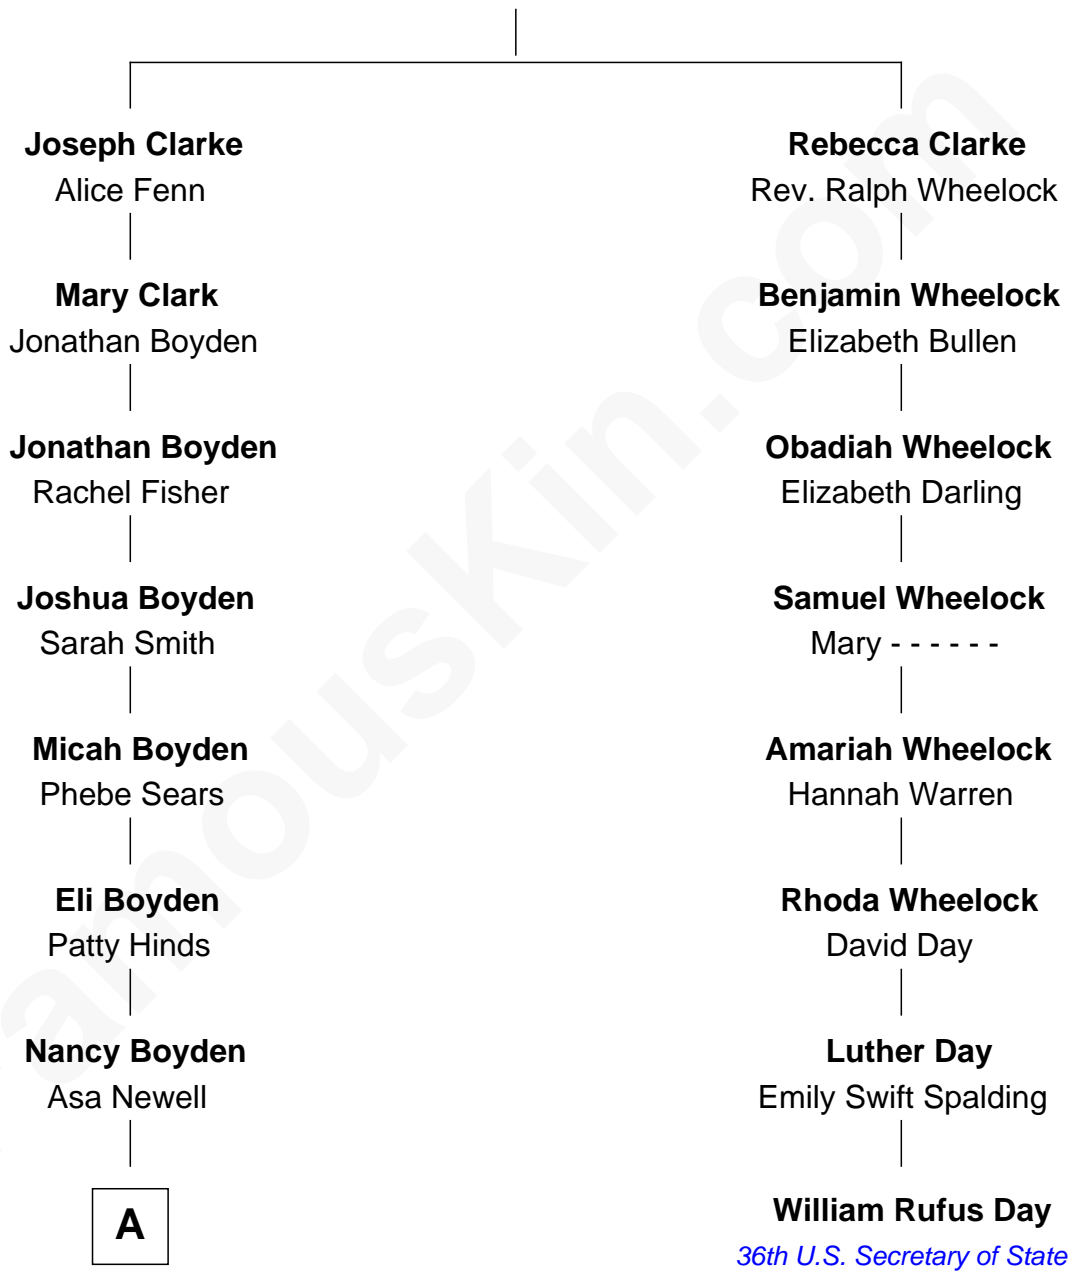 Joseph Clarke
Alice Fenn
Mary Clark
Jonathan Boyden
Jonathan Boyden
Rachel Fisher
Joshua Boyden
Sarah Smith
Micah Boyden
Phebe Sears
Eli Boyden
Patty Hinds
Nancy Boyden
Asa Newell
A
Rebecca Clarke
Rev. Ralph Wheelock
Benjamin Wheelock
Elizabeth Bullen
Obadiah Wheelock
Elizabeth Darling
Samuel Wheelock
Mary - - - - - -
Amariah Wheelock
Hannah Warren
Rhoda Wheelock
David Day
Luther Day
Emily Swift Spalding
William Rufus Day
36th U.S. Secretary of State
amousKin.com